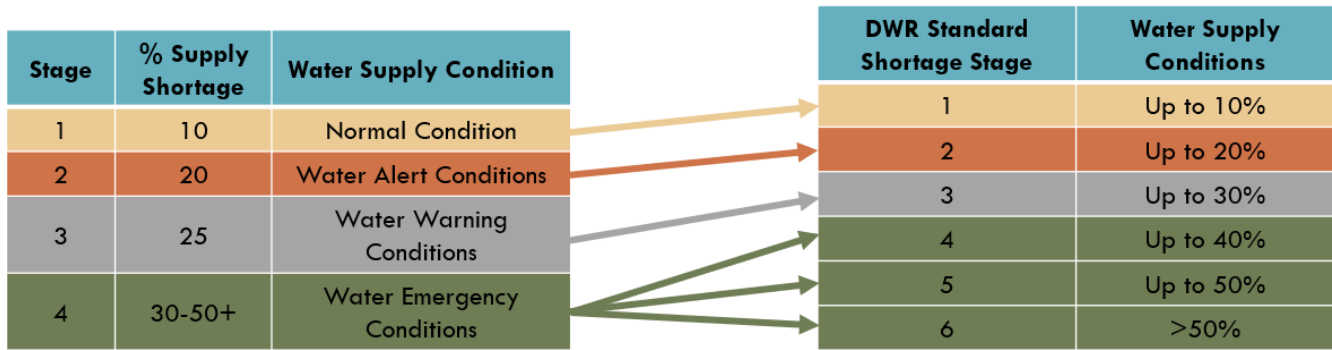 Stage % Supply Shortage Water Supply Condition
1 10 Normal Condition
2 20 Water Alert Conditions
3 25 Water Warning Conditions
4 30-50+ Water Emergency Conditions
DWR Standard Shortage Stage Water Supply Conditions
1 Up to 10%
2 Up to 20%
3 Up to 30%
4 Up to 40%
5 Up to 50%
6 >50%